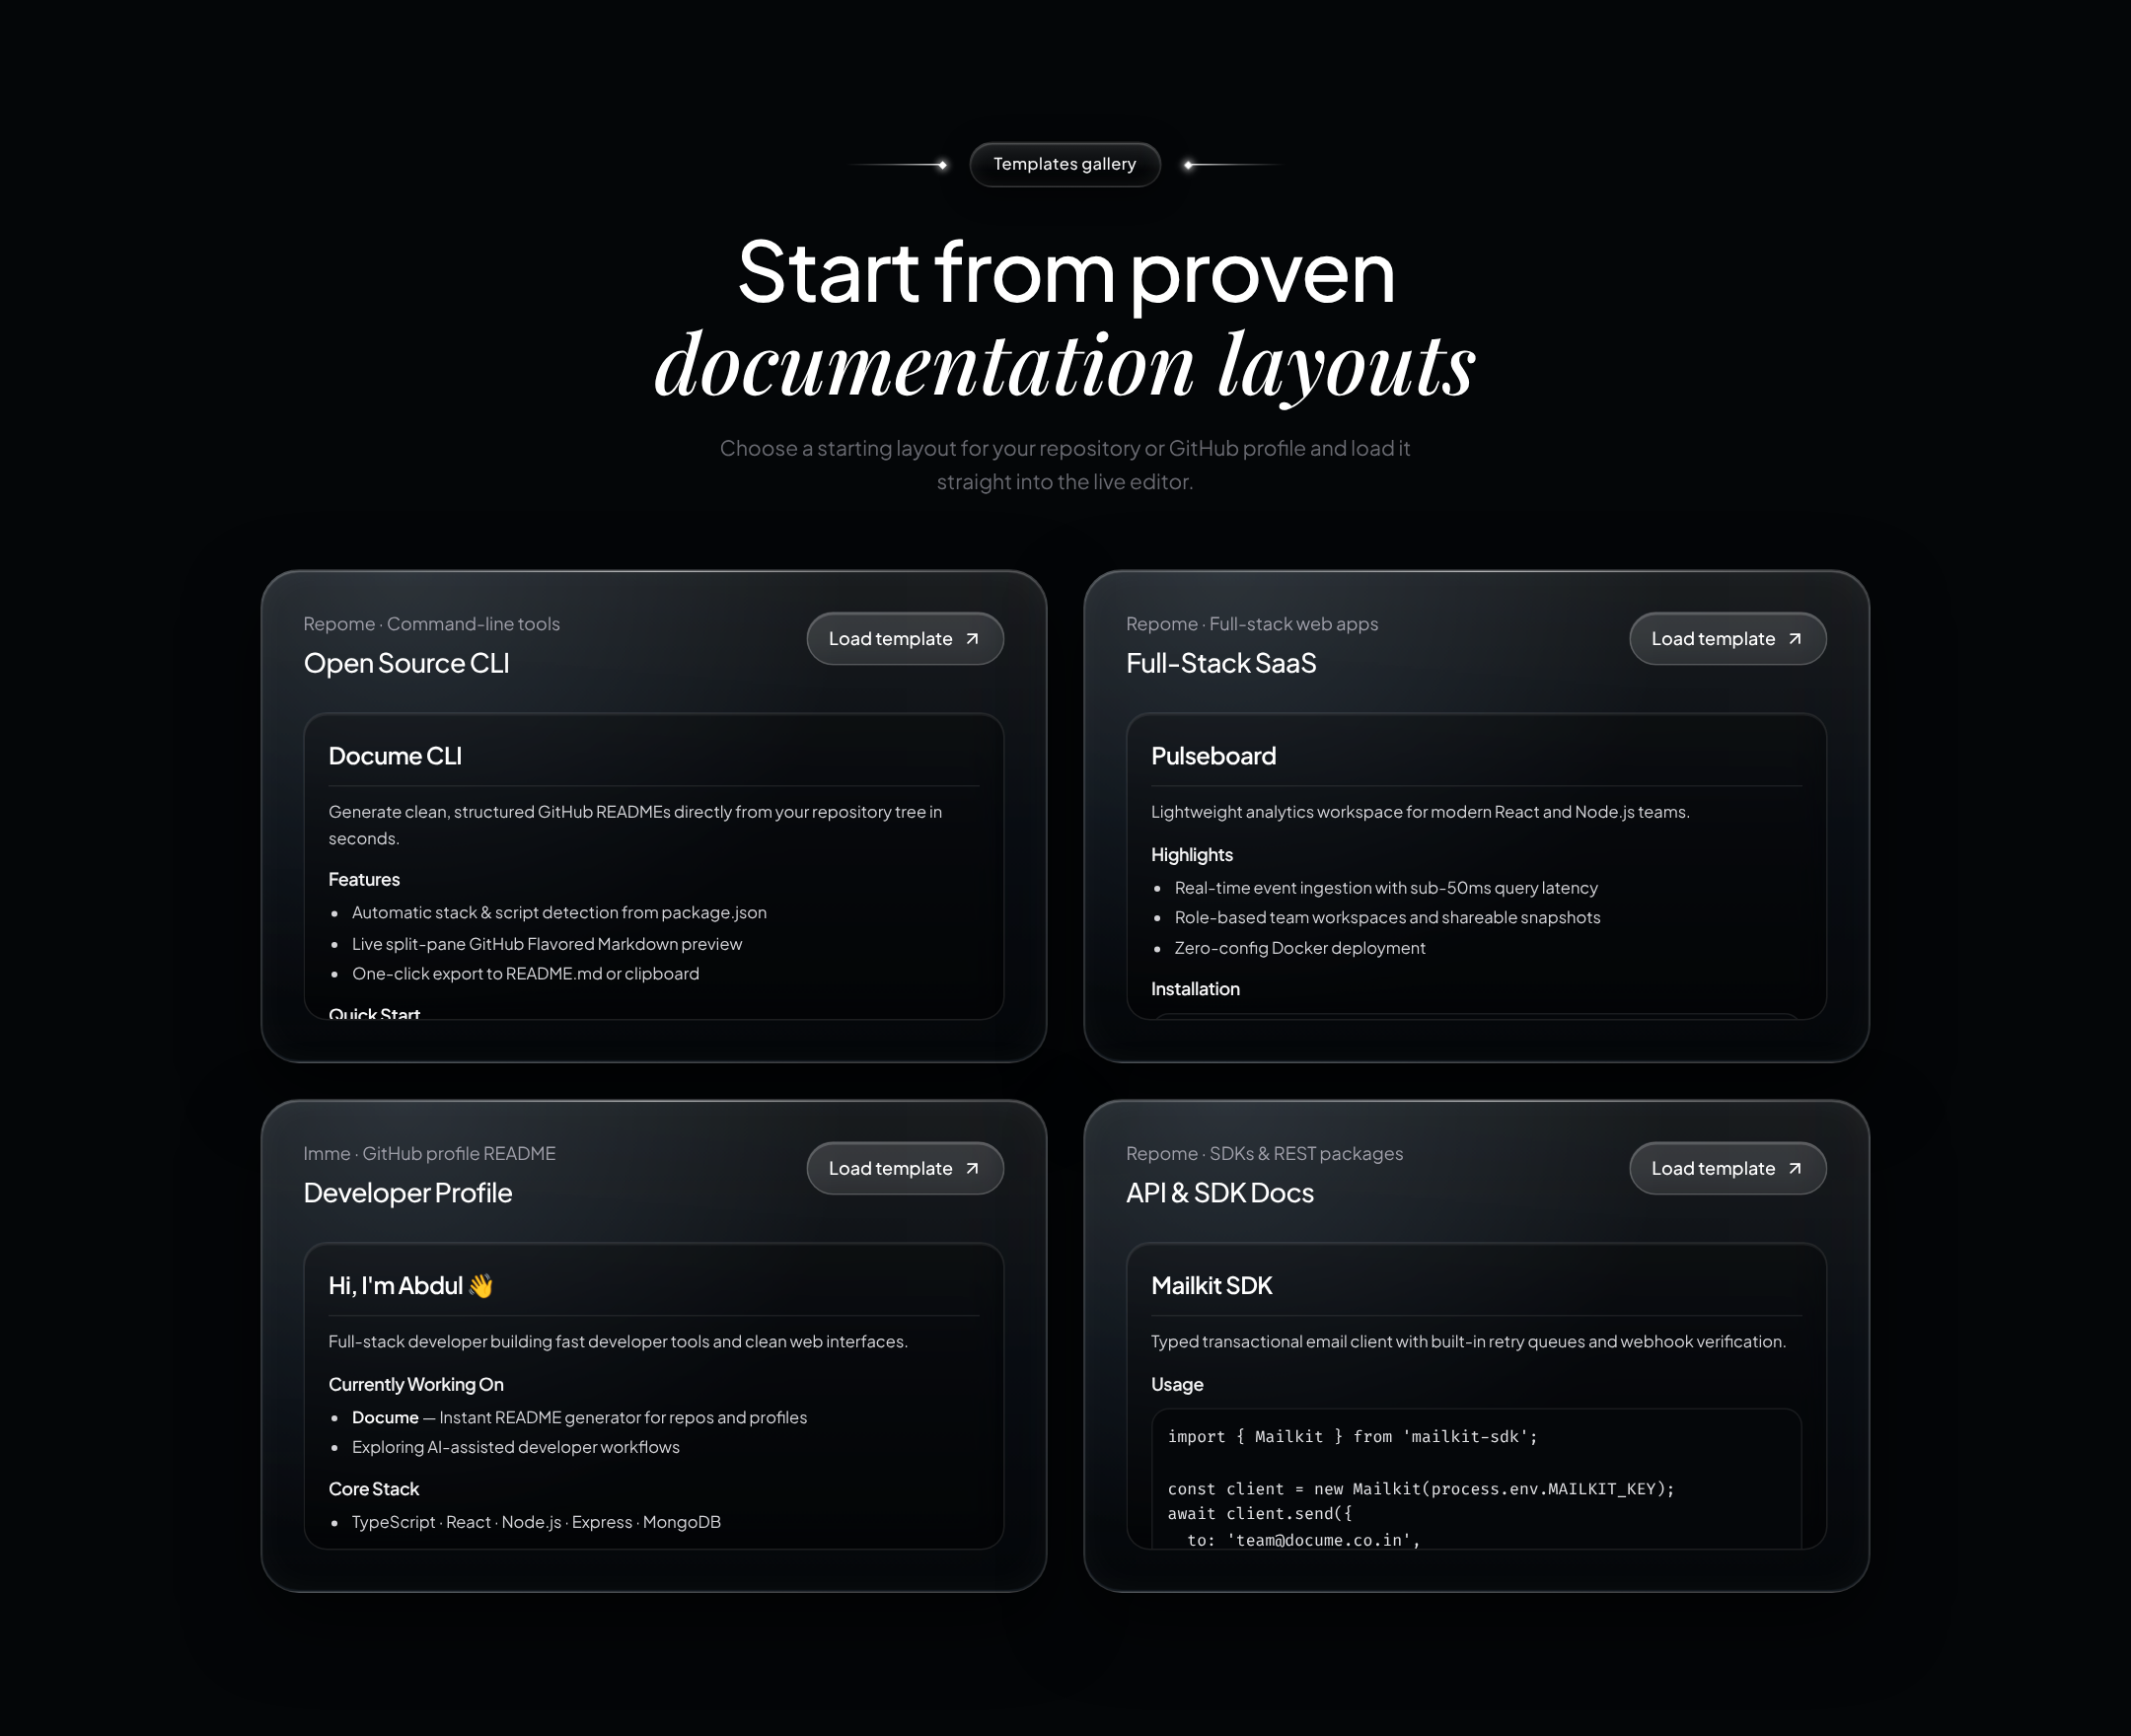 Templates gallery
Start from proven
documentation layouts
Choose a starting layout for your repository or GitHub profile and load it
straight into the live editor.
Repome · Command-line tools
Open Source CLI
Load template
Docume CLI
Generate clean, structured GitHub READMEs directly from your repository tree in
seconds.
Features
• Automatic stack & script detection from package.json
• Live split-pane GitHub Flavored Markdown preview
• One-click export to README.md or clipboard
Quick Start
Repome · Full-stack web apps
Full-Stack SaaS
Load template
Pulseboard
Lightweight analytics workspace for modern React and Node.js teams.
Highlights
• Real-time event ingestion with sub-50ms query latency
• Role-based team workspaces and shareable snapshots
• Zero-config Docker deployment
Installation
Imme · GitHub profile README
Developer Profile
Load template
Hi, I'm Abdul 👋
Full-stack developer building fast developer tools and clean web interfaces.
Currently Working On
• Docume — Instant README generator for repos and profiles
• Exploring AI-assisted developer workflows
Core Stack
• TypeScript · React · Node.js · Express · MongoDB
Repome · SDKs & REST packages
API & SDK Docs
Load template
Mailkit SDK
Typed transactional email client with built-in retry queues and webhook verification.
Usage
import { Mailkit } from 'mailkit-sdk';
const client = new Mailkit(process.env.MAILKIT_KEY);
await client.send({
to: 'team@docume.co.in',